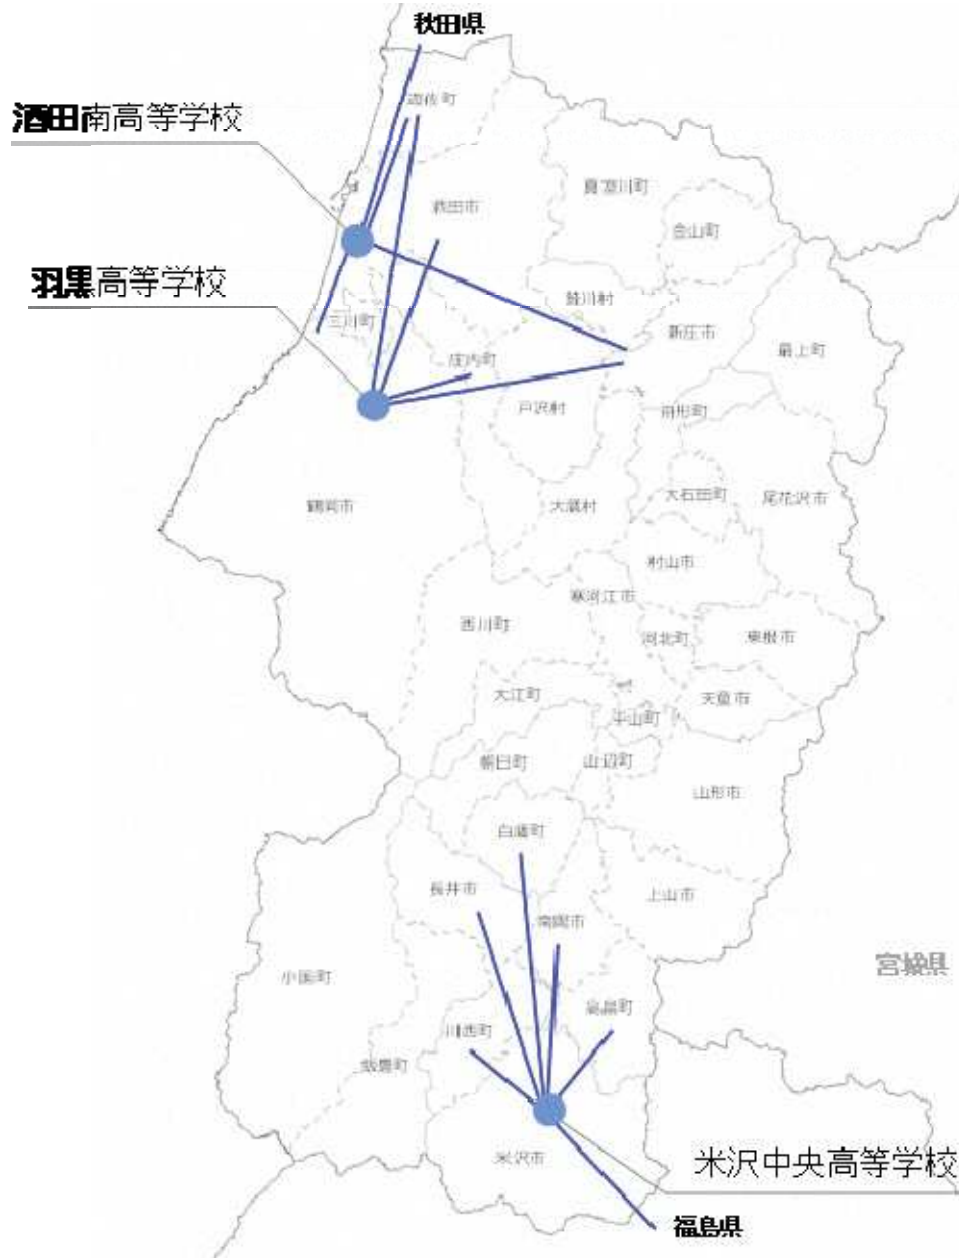 秋田県
遊佐町
酒田南高等学校
真室川町
酒田市
金山町
羽黒高等学校
鮭川村
三川町
新庄市
最上町
庄内町
戸沢村
舟形町
大石田町
尾花沢市
鶴岡市
大蔵村
村山市
寒河江市
西川町
河北町
東根市
大江町
天童市
中山町
朝日町
山辺町
山形市
白鷹町
長井市
上山市
南陽市
宮城県
小国町
高畠町
川西町
飯豊町
米沢市
米沢中央高等学校
福島県